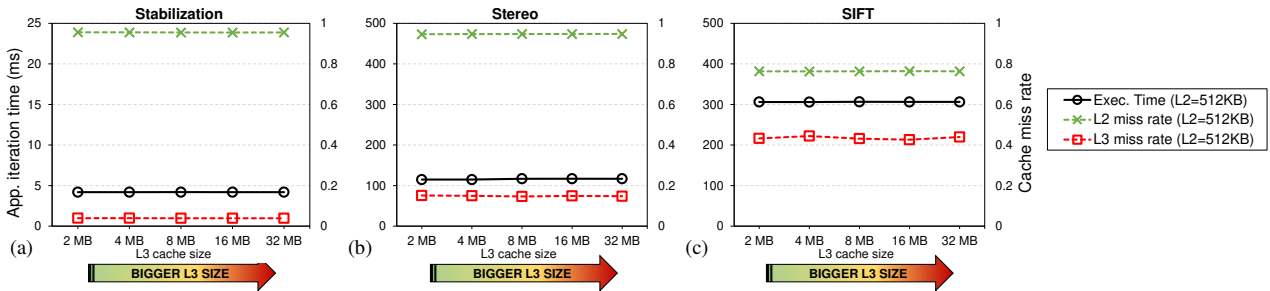 Stabilization
25
20
15
10
5
0
1
0.8
0.6
0.4
0.2
0
App. iteration time (ms)
2 MB 4 MB 8 MB 16 MB 32 MB
L3 cache size
(a)
BIGGER L3 SIZE
Stereo
500
400
300
200
100
0
1
0.8
0.6
0.4
0.2
0
2 MB 4 MB 8 MB 16 MB 32 MB
L3 cache size
(b)
BIGGER L3 SIZE
SIFT
500
400
300
200
100
0
1
0.8
0.6
0.4
0.2
0
Cache miss rate
2 MB 4 MB 8 MB 16 MB 32 MB
L3 cache size
(c)
BIGGER L3 SIZE
Exec. Time (L2=512KB)
L2 miss rate (L2=512KB)
L3 miss rate (L2=512KB)